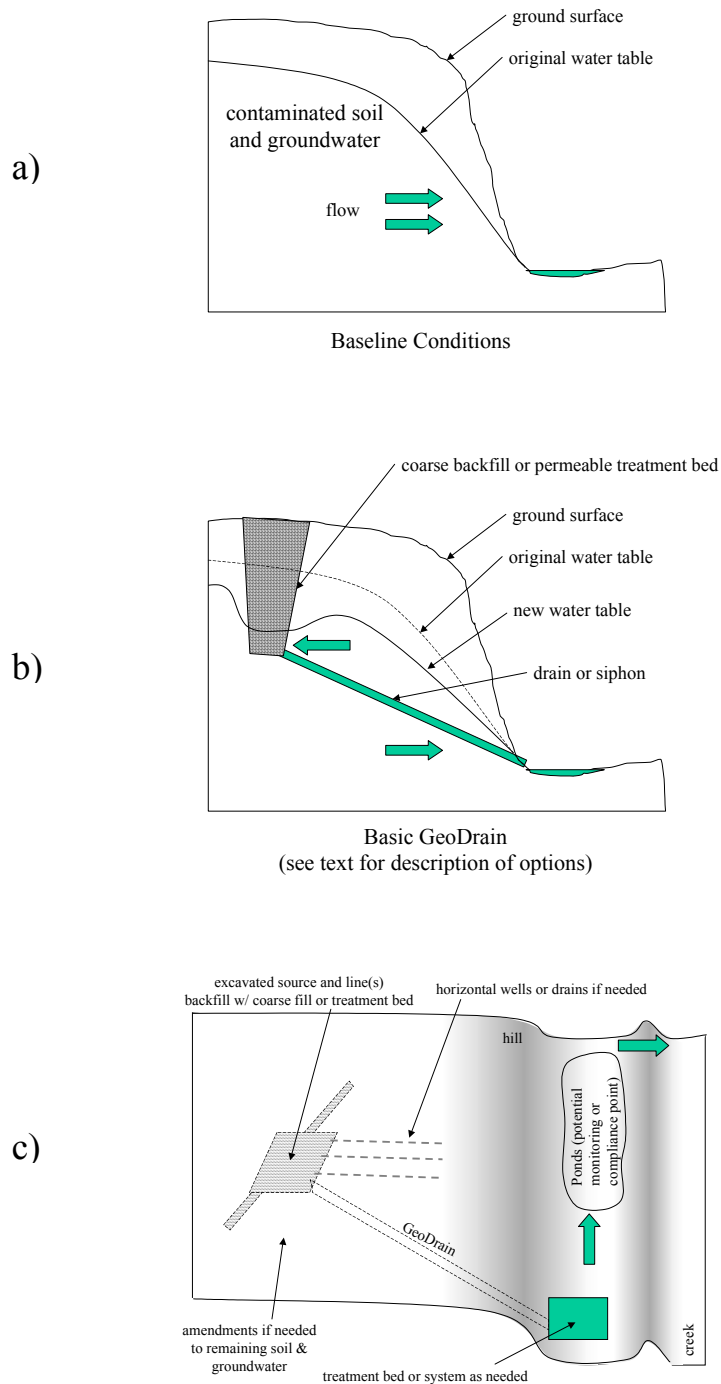 a)
ground surface
original water table
contaminated soil
and groundwater
flow
Baseline Conditions
b)
coarse backfill or permeable treatment bed
ground surface
original water table
new water table
drain or siphon
Basic GeoDrain
(see text for description of options)
c)
excavated source and line(s)
backfill w/ coarse fill or treatment bed
horizontal wells or drains if needed
hill
Ponds (potential
monitoring or
compliance point)
GeoDrain
amendments if needed
to remaining soil &
groundwater
treatment bed or system as needed
creek